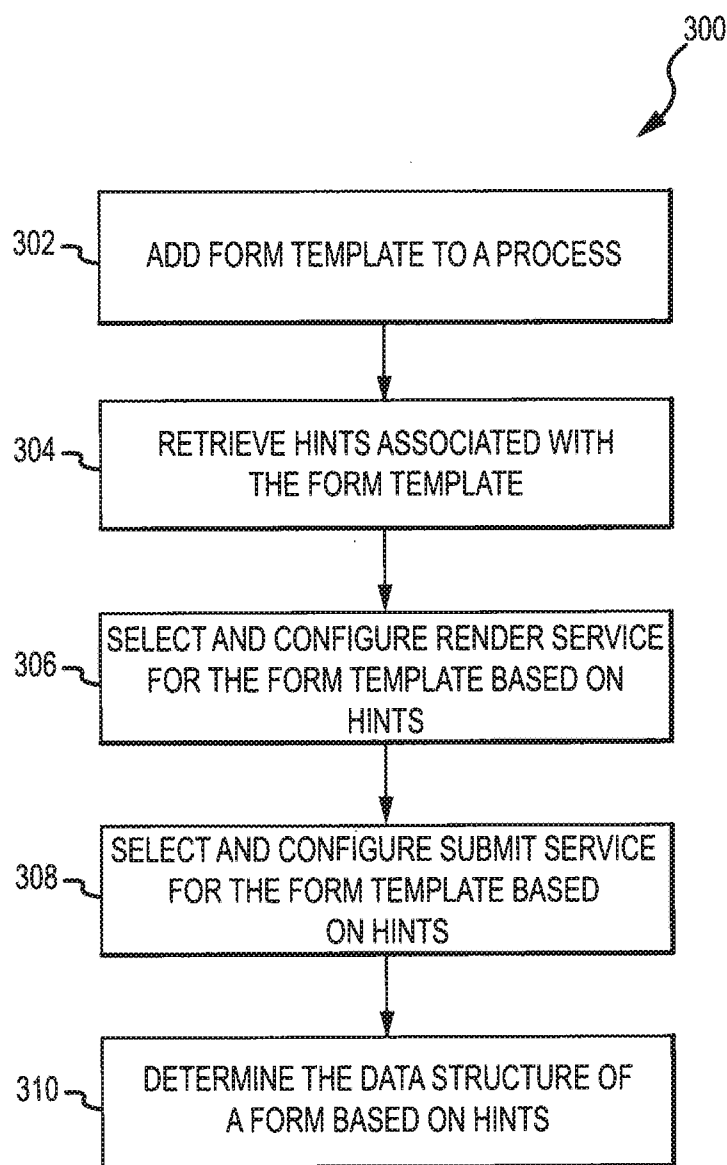 300
302
ADD FORM TEMPLATE TO A PROCESS
304
RETRIEVE HINTS ASSOCIATED WITH
THE FORM TEMPLATE
306
SELECT AND CONFIGURE RENDER SERVICE
FOR THE FORM TEMPLATE BASED ON
HINTS
308
SELECT AND CONFIGURE SUBMIT SERVICE
FOR THE FORM TEMPLATE BASED
ON HINTS
310
DETERMINE THE DATA STRUCTURE OF
A FORM BASED ON HINTS